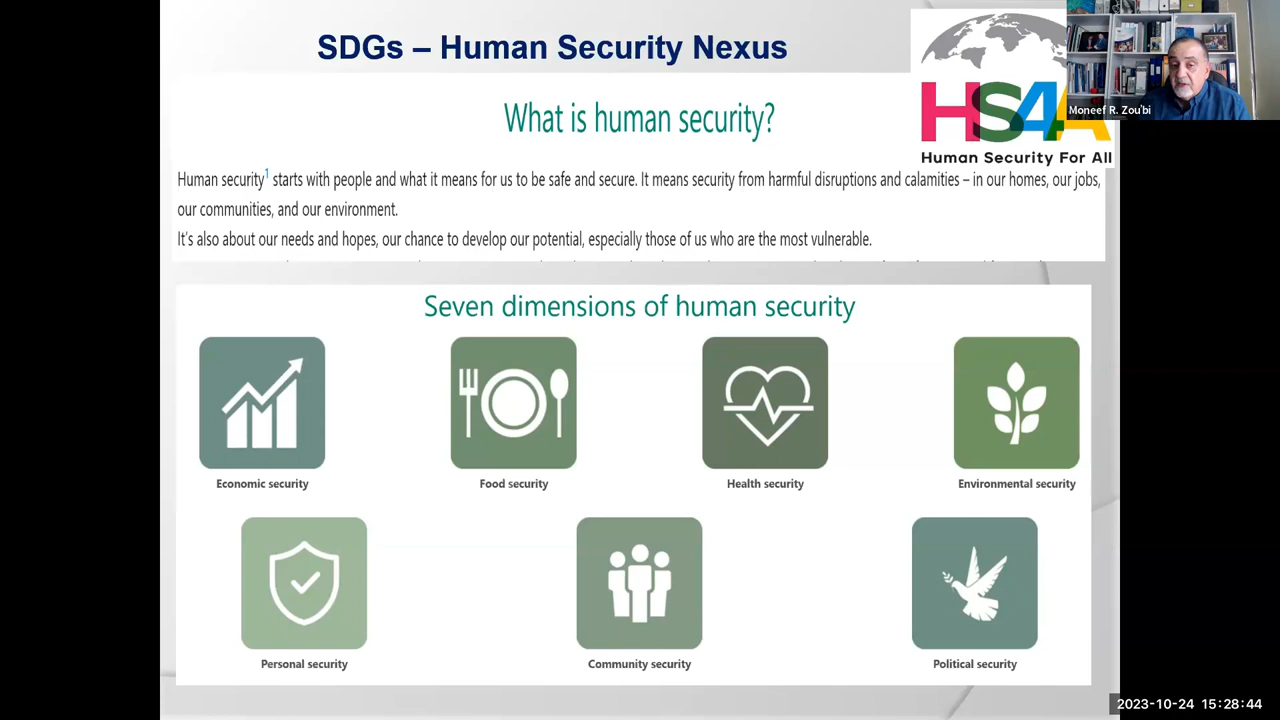 SDGs – Human Security Nexus
Moneef R. Zou'bi
HS4A
Human Security For All
What is human security?
Human security¹ starts with people and what it means for us to be safe and secure. It means security from harmful disruptions and calamities – in our homes, our jobs,
our communities, and our environment.
It's also about our needs and hopes, our chance to develop our potential, especially those of us who are the most vulnerable.
Seven dimensions of human security
Economic security
Food security
Health security
Environmental security
Personal security
Community security
Political security
2023-10-24 15:28:44